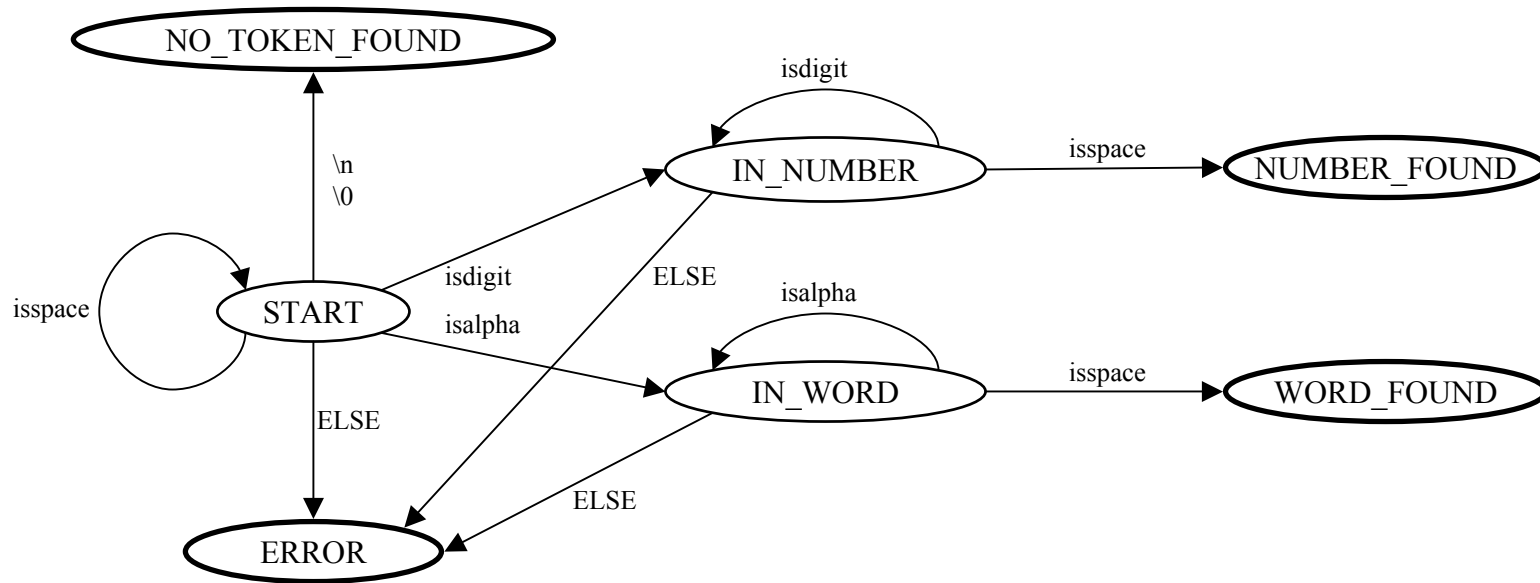 NO_TOKEN_FOUND
isdigit
isspace
IN_NUMBER
NUMBER_FOUND
\n
\0
isdigit
ELSE
isspace
START
isalpha
isalpha
isspace
IN_WORD
WORD_FOUND
ELSE
ELSE
ERROR